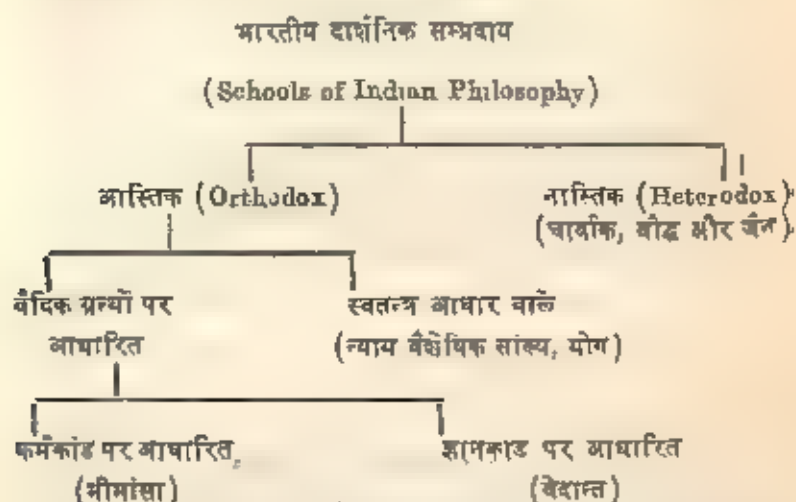 भारतीय दार्शनिक सम्प्रदाय
(Schools of Indian Philosophy)
आस्तिक (Orthodox) नास्तिक (Heterodox)
(चार्वाक, बौद्ध और जैन)
वैदिक ग्रन्थों पर स्वतन्त्र आधार वाले
आधारित (न्याय वैशेषिक सांख्य, योग)
कर्मकांड पर आधारित, ज्ञानकांड पर आधारित
(मीमांसा) (वेदान्त)